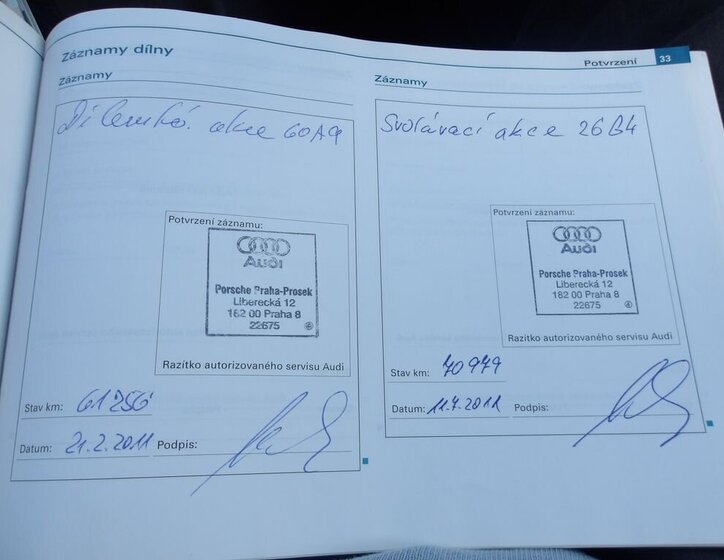 Záznamy dílny
Potvrzení 33
Záznamy
Dílenská akce 60A9
Potvrzení záznamu:
Audi
Porsche Praha-Prosek
Liberecká 12
182 00 Praha 8
22675
Razítko autorizovaného servisu Audi
Stav km: 61256
Datum: 21.2.2011 Podpis:
Záznamy
Svolávací akce 26B4
Potvrzení záznamu:
Audi
Porsche Praha-Prosek
Liberecká 12
182 00 Praha 8
22675
Razítko autorizovaného servisu Audi
Stav km: 70979
Datum: 11.7.2011 Podpis: